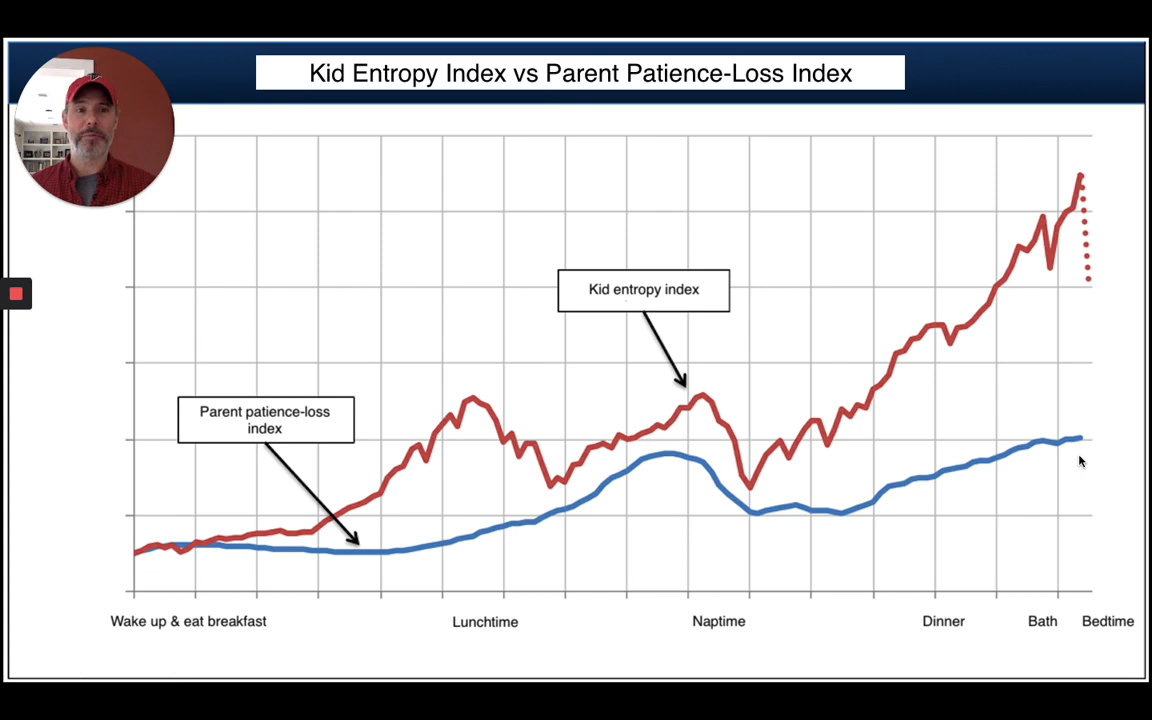 Kid Entropy Index vs Parent Patience-Loss Index
Kid entropy index
Parent patience-loss
index
Wake up & eat breakfast
Lunchtime
Naptime
Dinner
Bath
Bedtime